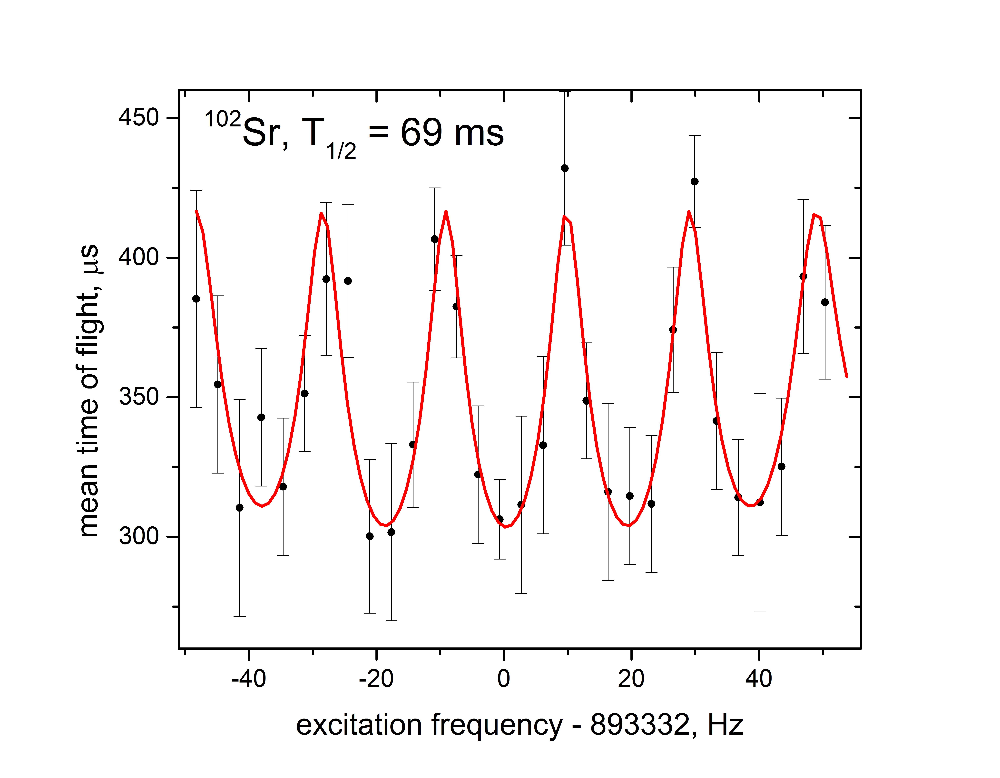 ¹⁰²Sr, T₁/₂ = 69 ms
450
400
350
300
mean time of flight, μs
-40 -20 0 20 40
excitation frequency - 893332, Hz